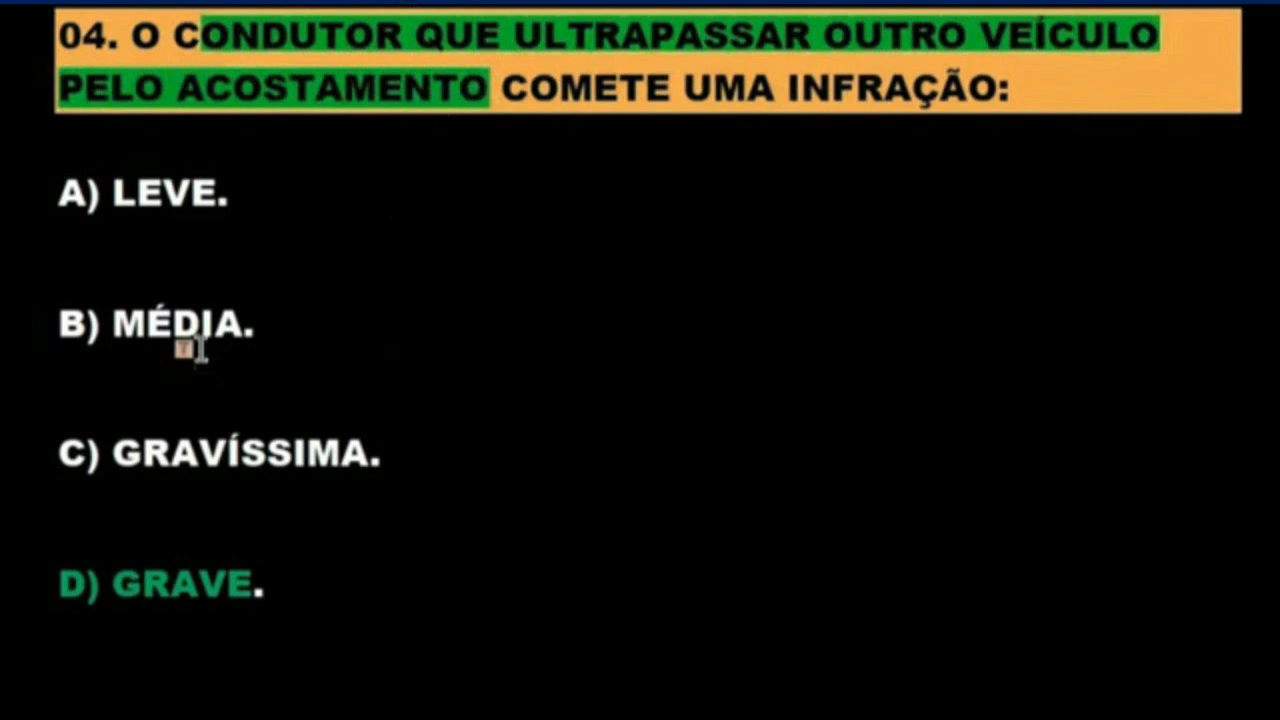 04. O CONDUTOR QUE ULTRAPASSAR OUTRO VEÍCULO
PELO ACOSTAMENTO COMETE UMA INFRAÇÃO:
A) LEVE.
B) MÉDIA.
C) GRAVÍSSIMA.
D) GRAVE.